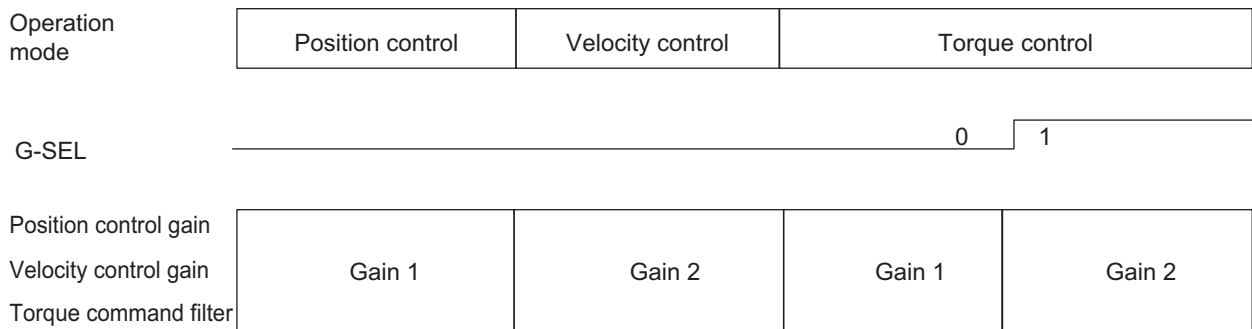 Operation
mode
Position control
Velocity control
Torque control
G-SEL
0
1
Position control gain
Velocity control gain
Torque command filter
Gain 1
Gain 2
Gain 1
Gain 2